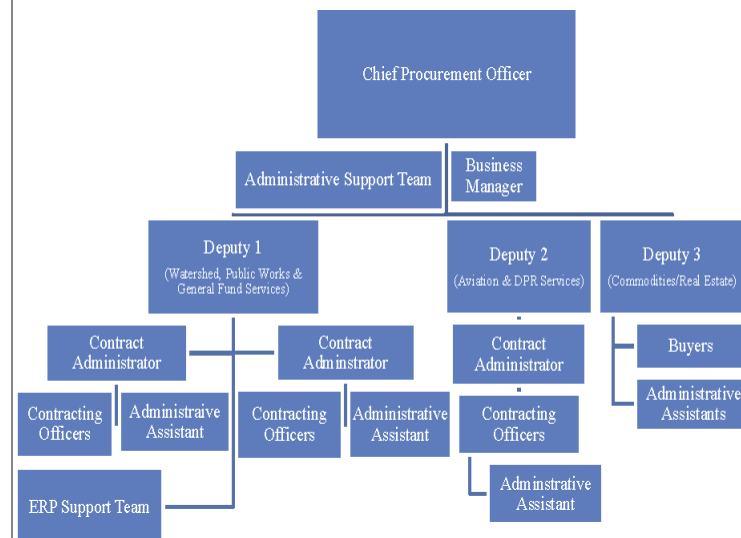 Chief Procurement Officer
Administrative Support Team
Business
Manager
Deputy 1
(Watershed, Public Works &
General Fund Services)
Deputy 2
(Aviation & DPR Services)
Deputy 3
(Commodities/Real Estate)
Contract
Administrator
Contract
Adminstrator
Contract
Administrator
Buyers
Contracting
Officers
Administraive
Assistant
Contracting
Officers
Administrative
Assistant
Contracting
Officers
Administrative
Assistants
ERP Support Team
Adminstrative
Assistant